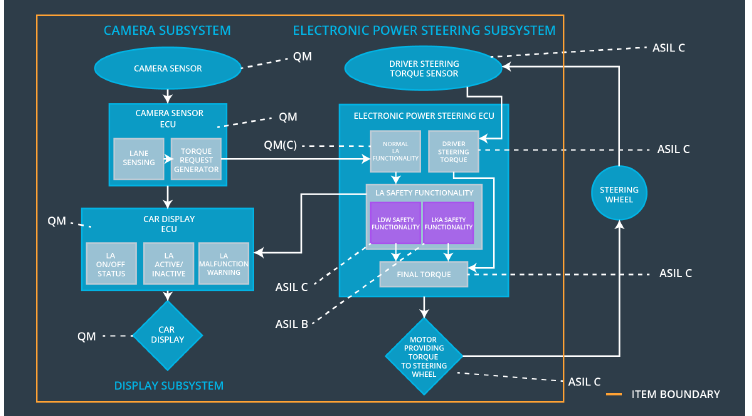 CAMERA SUBSYSTEM
ELECTRONIC POWER STEERING SUBSYSTEM
CAMERA SENSOR
QM
DRIVER STEERING
TORQUE SENSOR
ASIL C
CAMERA SENSOR
ECU
QM
LANE
SENSING
TORQUE
REQUEST
GENERATOR
QM(C)
ELECTRONIC POWER STEERING ECU
NORMAL
LA
FUNCTIONALITY
DRIVER
STEERING
TORQUE
ASIL C
STEERING
WHEEL
LA SAFETY FUNCTIONALITY
LDW SAFETY
FUNCTIONALITY
LKA SAFETY
FUNCTIONALITY
QM
CAR DISPLAY
ECU
LA
ON/OFF
STATUS
LA
ACTIVE/
INACTIVE
LA
MALFUNCTION
WARNING
FINAL TORQUE
ASIL C
ASIL C
ASIL B
QM
CAR
DISPLAY
MOTOR
PROVIDING
TORQUE
TO STEERING
WHEEL
ASIL C
DISPLAY SUBSYSTEM
ITEM BOUNDARY